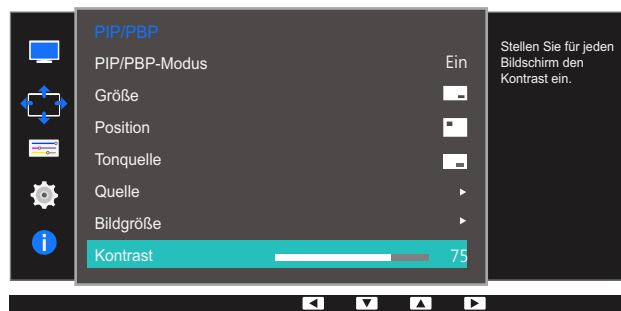 PIP/PBP
PIP/PBP-Modus Ein
Größe
Position
Tonquelle
Quelle
Bildgröße
Kontrast 75
Stellen Sie für jeden
Bildschirm den
Kontrast ein.